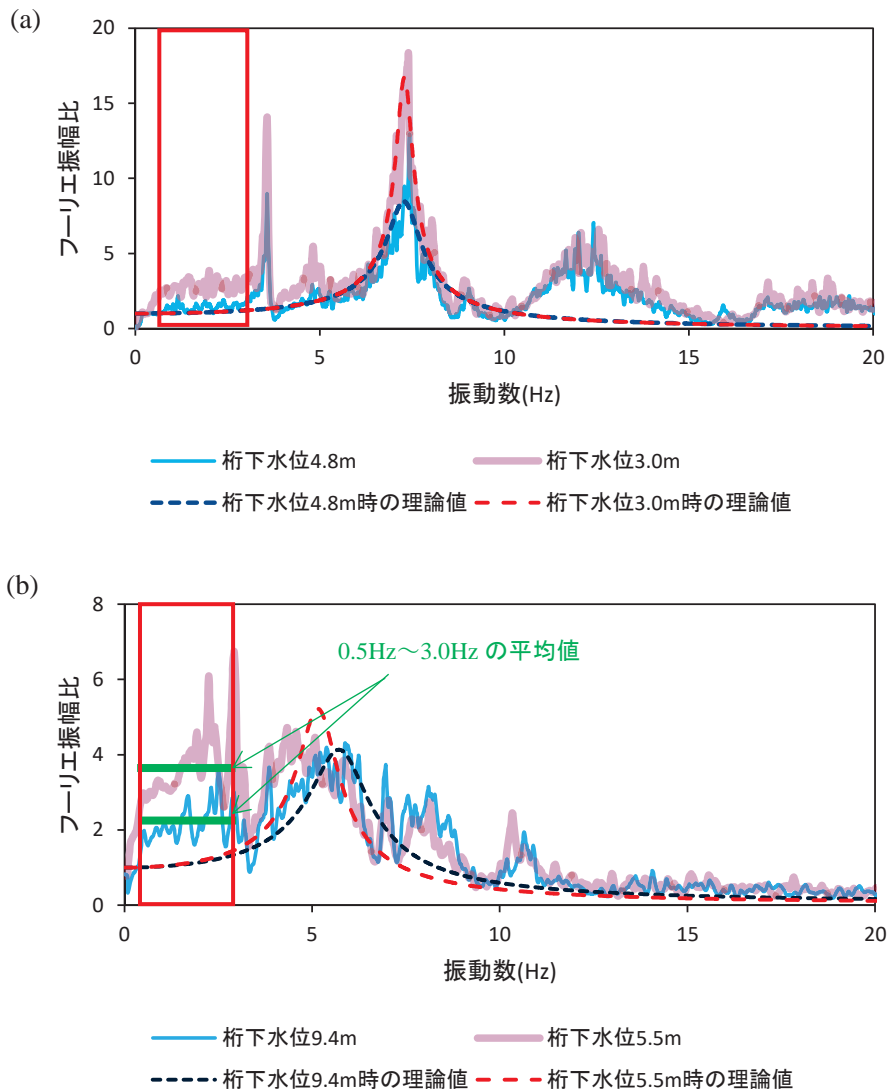 (a)
20
15
10
5
0
フーリエ振幅比
0 5 10 15 20
振動数(Hz)
桁下水位4.8m 桁下水位3.0m
桁下水位4.8m時の理論値 桁下水位3.0m時の理論値
(b)
8
6
4
2
0
フーリエ振幅比
0.5Hz～3.0Hz の平均値
0 5 10 15 20
振動数(Hz)
桁下水位9.4m 桁下水位5.5m
桁下水位9.4m時の理論値 桁下水位5.5m時の理論値